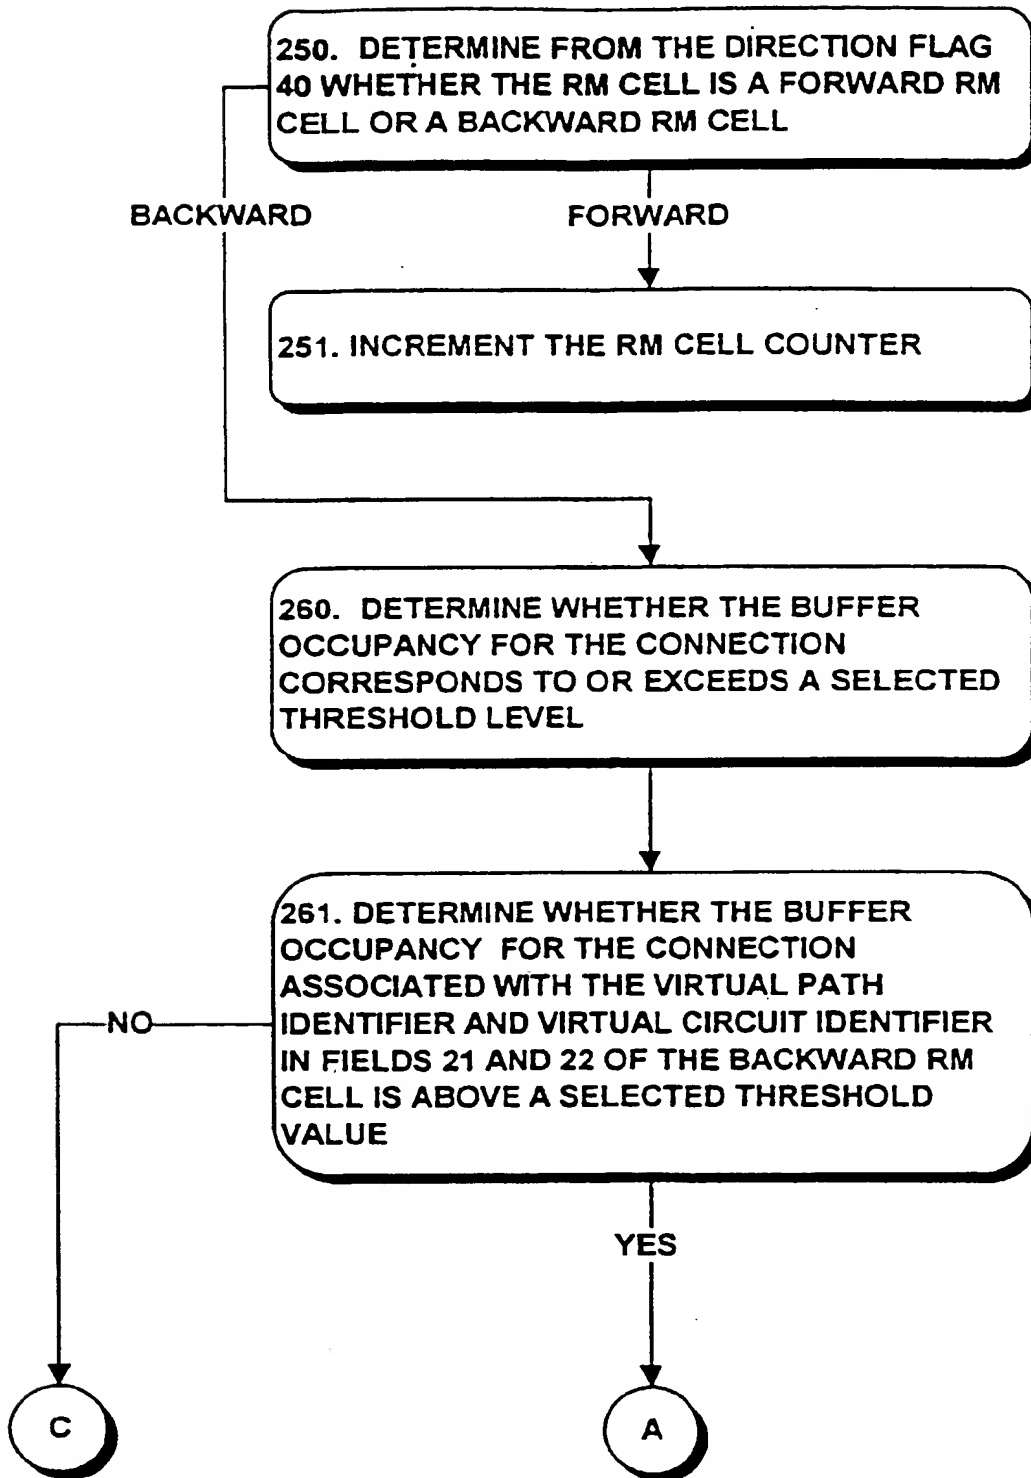 250. DETERMINE FROM THE DIRECTION FLAG
40 WHETHER THE RM CELL IS A FORWARD RM
CELL OR A BACKWARD RM CELL
BACKWARD
FORWARD
251. INCREMENT THE RM CELL COUNTER
260. DETERMINE WHETHER THE BUFFER
OCCUPANCY FOR THE CONNECTION
CORRESPONDS TO OR EXCEEDS A SELECTED
THRESHOLD LEVEL
261. DETERMINE WHETHER THE BUFFER
OCCUPANCY FOR THE CONNECTION
ASSOCIATED WITH THE VIRTUAL PATH
IDENTIFIER AND VIRTUAL CIRCUIT IDENTIFIER
IN FIELDS 21 AND 22 OF THE BACKWARD RM
CELL IS ABOVE A SELECTED THRESHOLD
VALUE
NO
YES
C
A